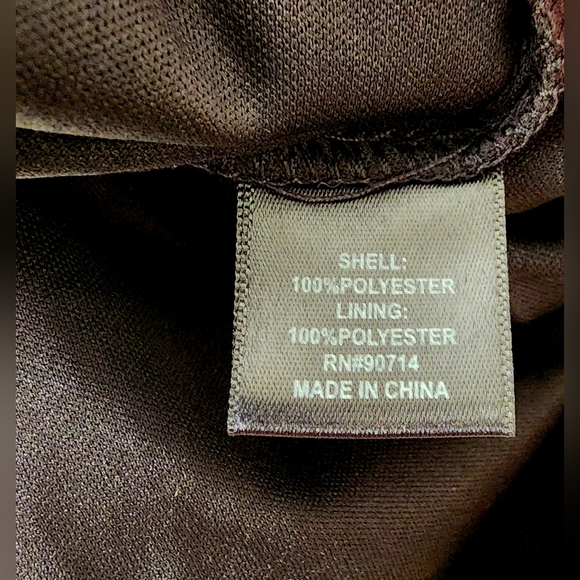 SHELL:
100%POLYESTER
LINING:
100%POLYESTER
RN#90714
MADE IN CHINA